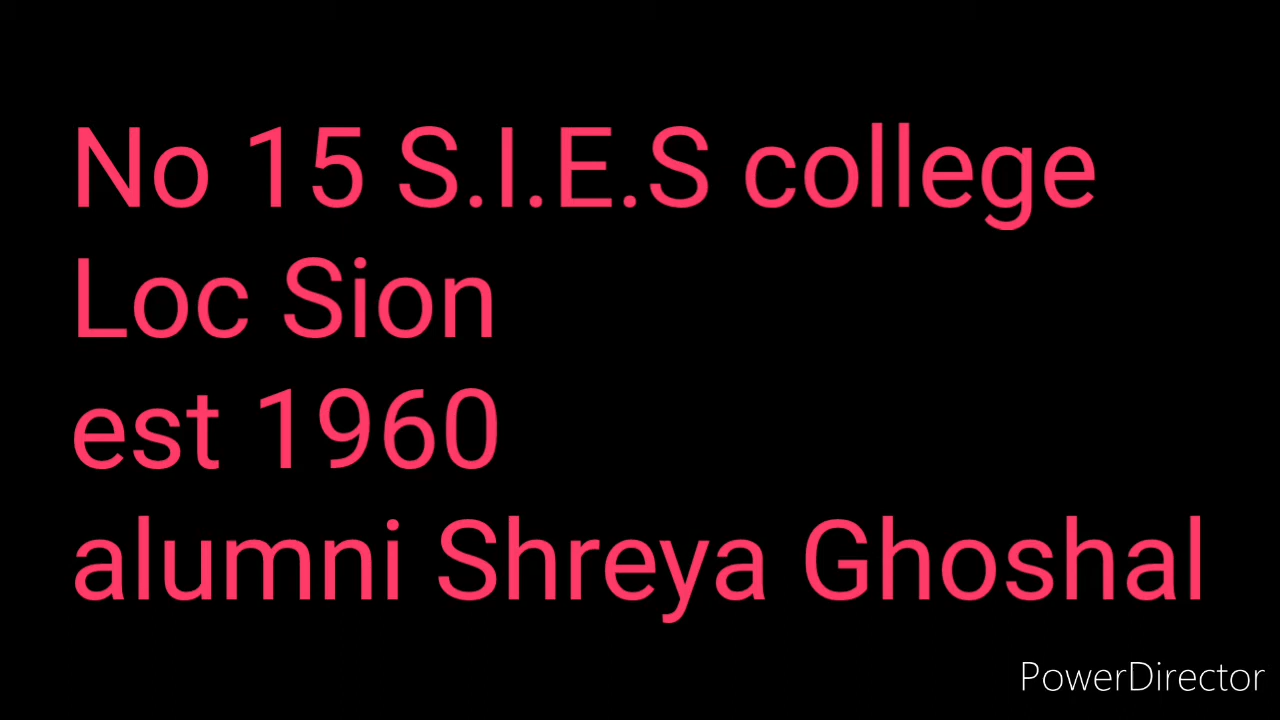 No 15 S.I.E.S college
Loc Sion
est 1960
alumni Shreya Ghoshal
PowerDirector